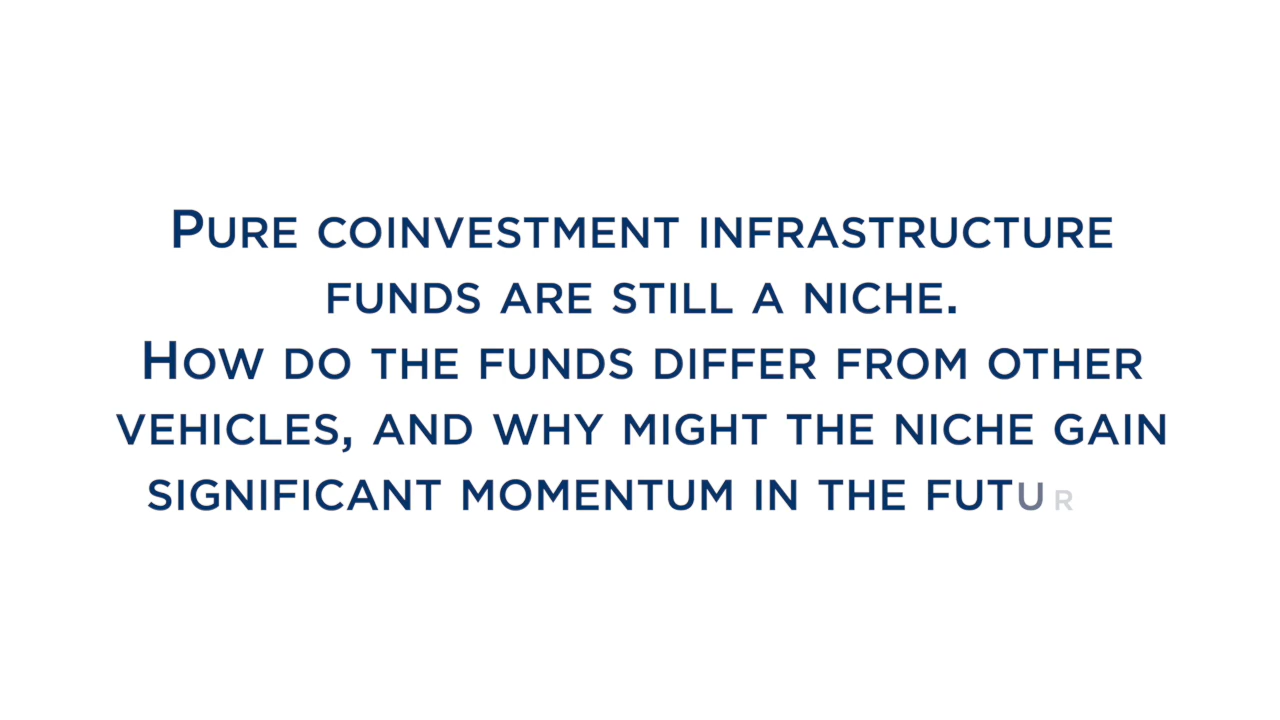 Pure coinvestment infrastructure
funds are still a niche.
How do the funds differ from other
vehicles, and why might the niche gain
significant momentum in the futur